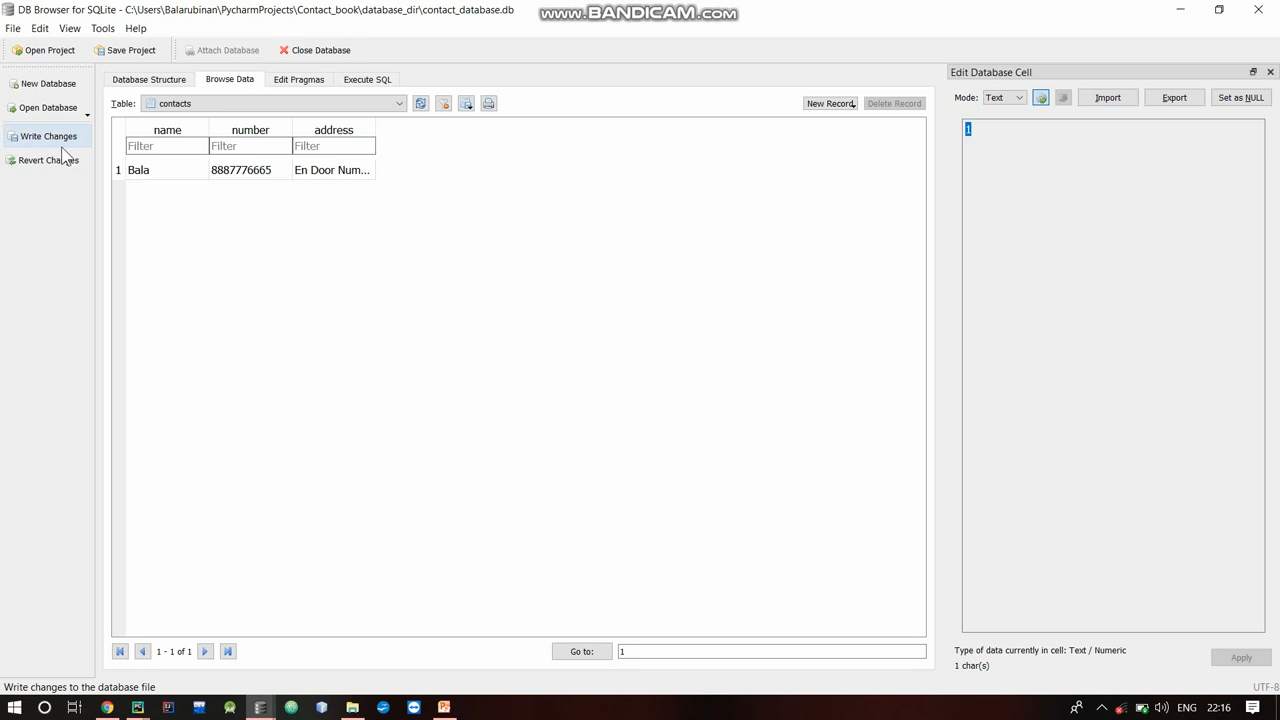 DB Browser for SQLite - C:\Users\Balarubinan\PycharmProjects\Contact_book\database_dir\contact_database.db
www.BANDICAM.com
File Edit View Tools Help
Open Project Save Project Attach Database Close Database
New Database
Open Database
Write Changes
Revert Changes
Database Structure Browse Data Edit Pragmas Execute SQL
Table: contacts
New Record Delete Record
name number address
Filter Filter Filter
1 Bala 8887776665 En Door Num...
1 - 1 of 1
Go to: 1
Edit Database Cell
Mode: Text Import Export Set as NULL
1
Type of data currently in cell: Text / Numeric
1 char(s)
Apply
Write changes to the database file
UTF-8
ENG 22:16